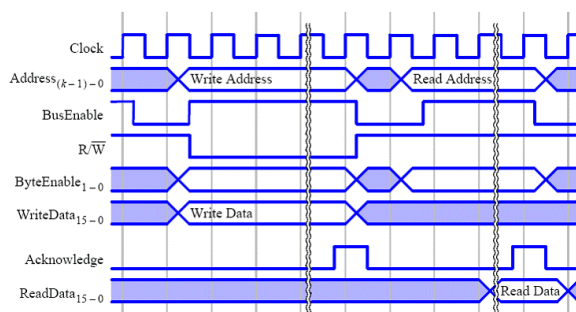 Clock
Address(k−1)−0 Write Address Read Address
BusEnable
R/W̅
ByteEnable1−0
WriteData15−0 Write Data
Acknowledge
ReadData15−0 Read Data